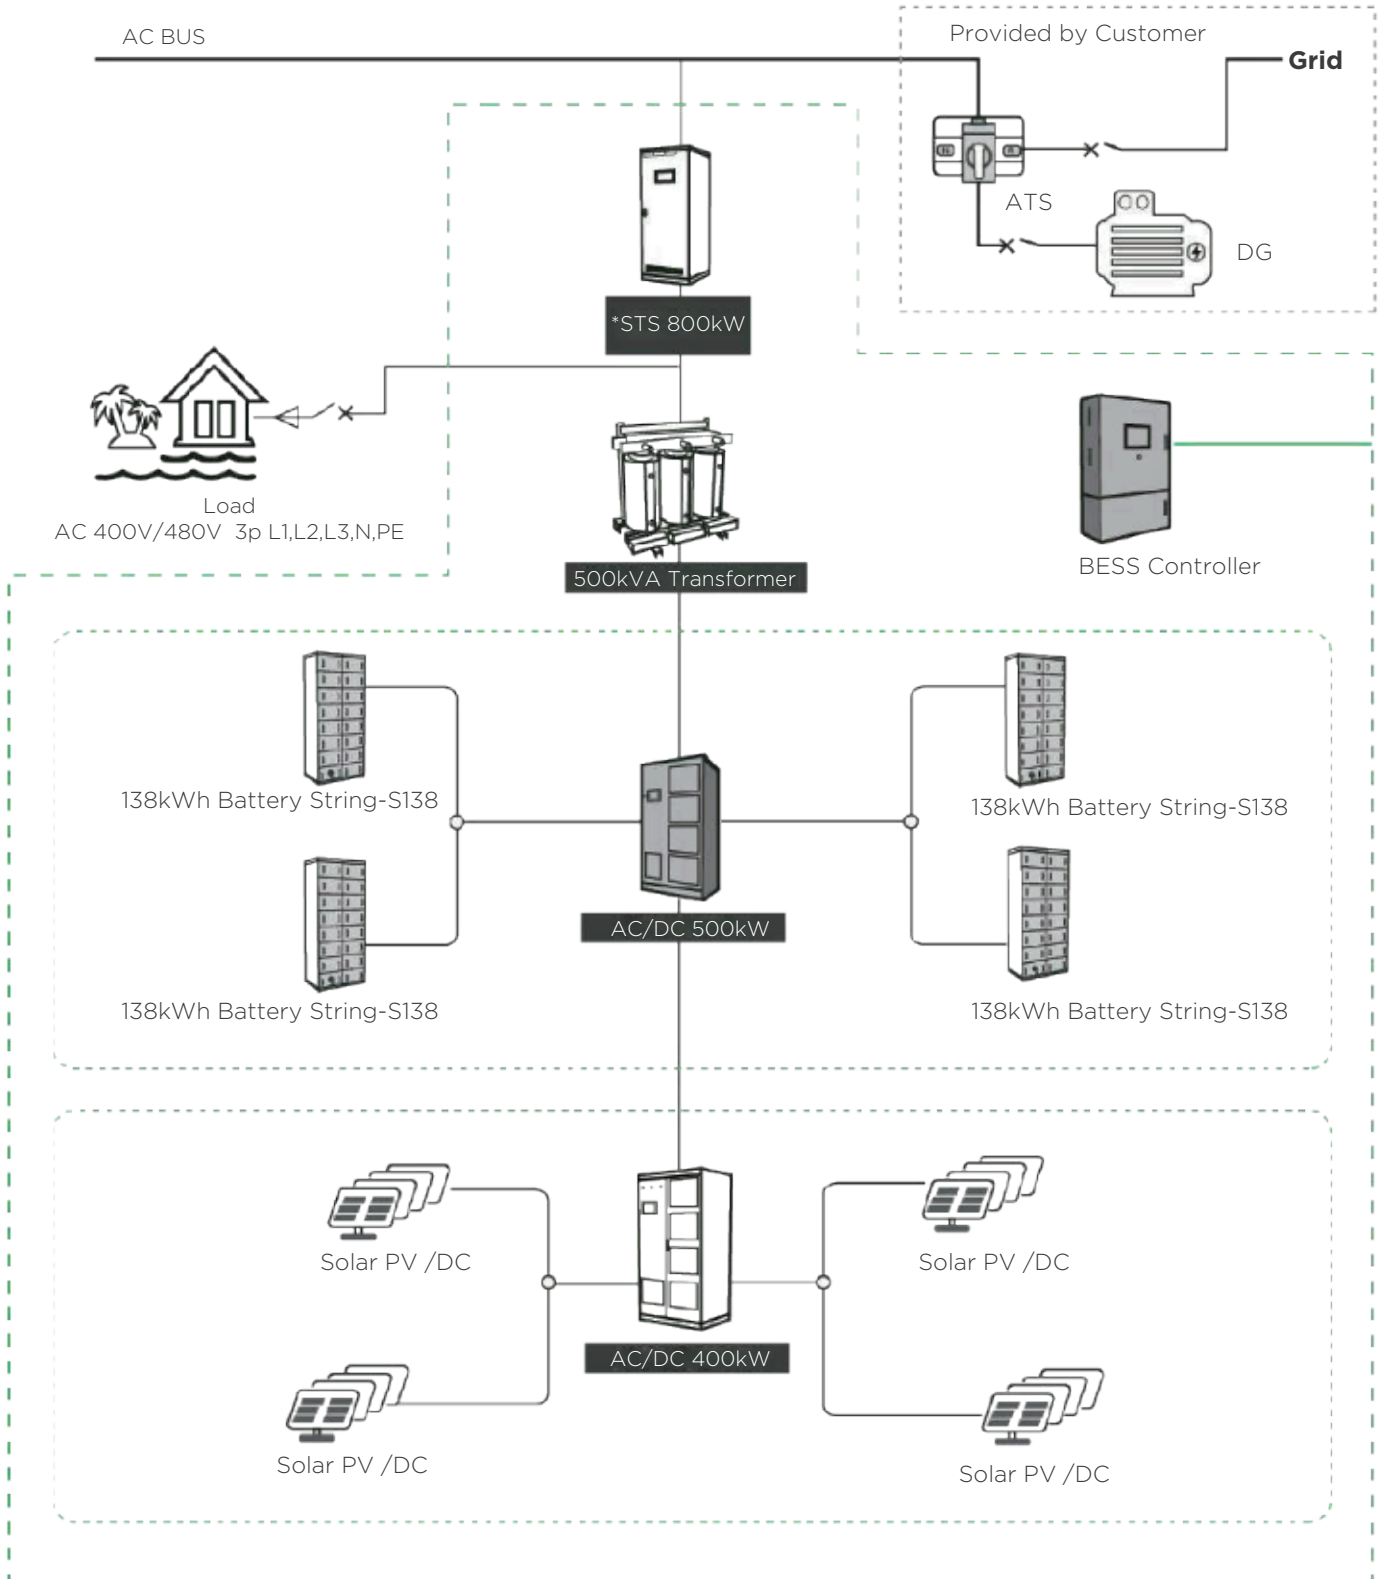 AC BUS
Provided by Customer
Grid
ATS
DG
*STS 800kW
Load
AC 400V/480V 3p L1,L2,L3,N,PE
500kVA Transformer
BESS Controller
138kWh Battery String-S138
138kWh Battery String-S138
AC/DC 500kW
138kWh Battery String-S138
138kWh Battery String-S138
Solar PV /DC
Solar PV /DC
AC/DC 400kW
Solar PV /DC
Solar PV /DC